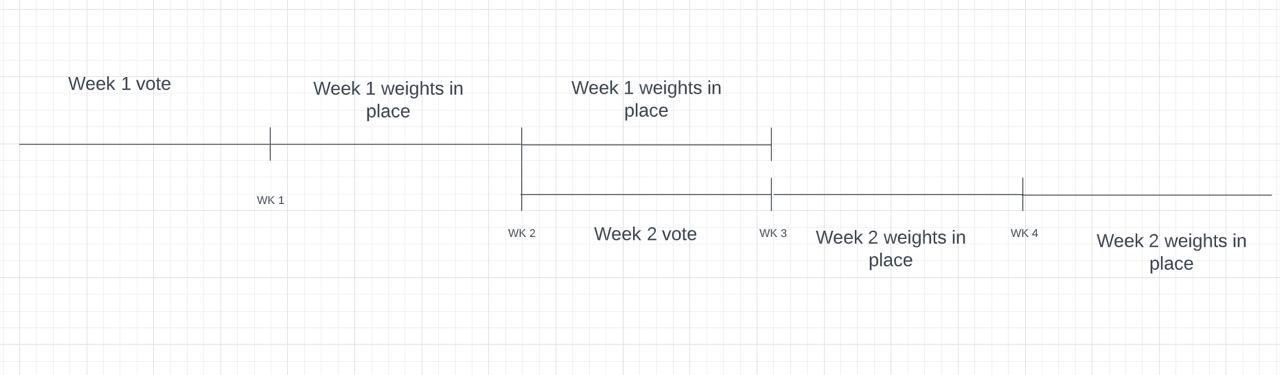 Week 1 vote
Week 1 weights in
place
Week 1 weights in
place
WK 1
WK 2
Week 2 vote
WK 3
Week 2 weights in
place
WK 4
Week 2 weights in
place